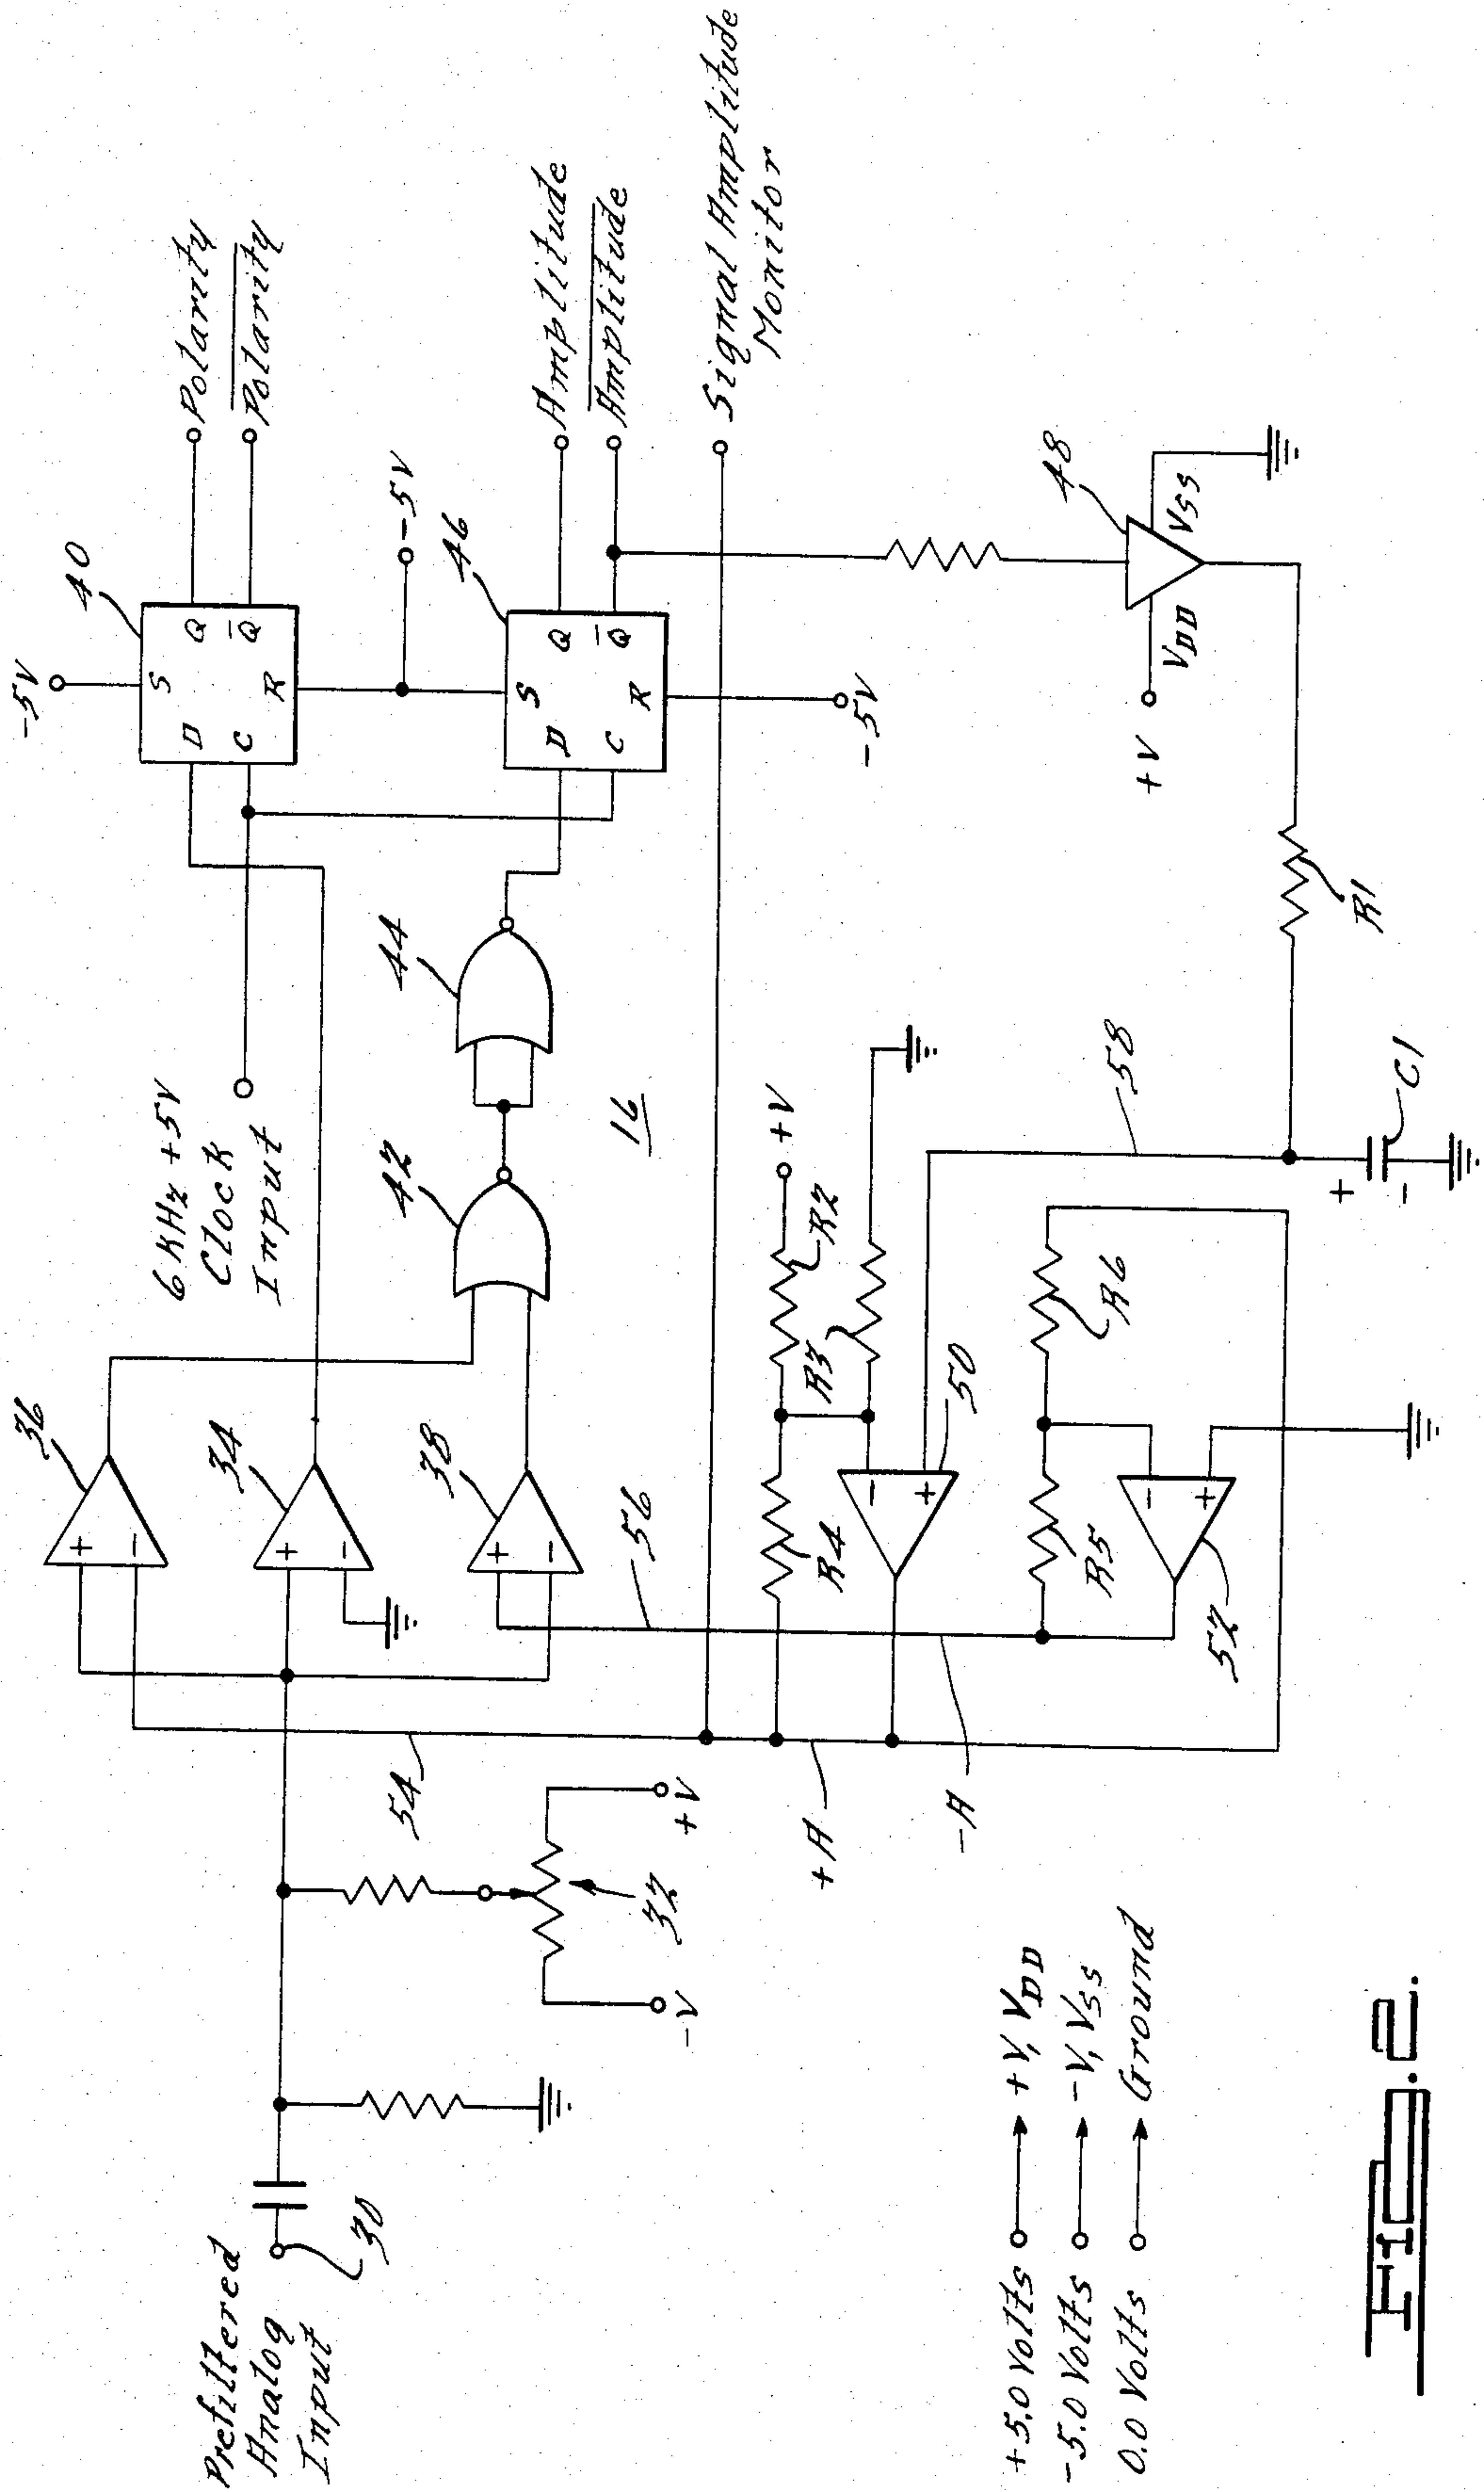 -5V
40
S
D
Q
C
Q
R
Polarity
Polarity
6 KHz +5V
Clock
Input
-5V
46
S
D
Q
C
Q
R
-5V
Amplitude
Amplitude
Signal Amplitude
Monitor
36
+
-
34
+
-
38
+
-
42
44
16
Prefiltered
Analog
Input
30
32
-V
+V
54
56
+A
-A
R4
R3
R2
+V
50
-
+
R5
R6
52
-
+
58
C1
+
-
R1
48
+V
VDD
VSS
+5.0 Volts
+V, VDD
-5.0 Volts
-V, VSS
0.0 Volts
Ground
Fig. 2.